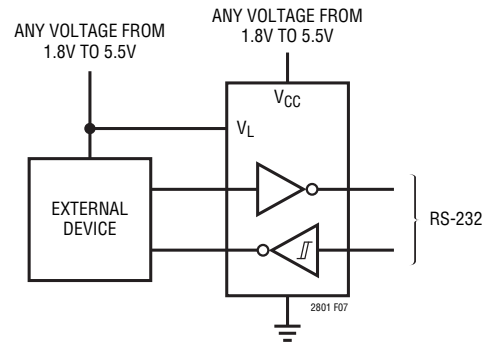 ANY VOLTAGE FROM
1.8V TO 5.5V
ANY VOLTAGE FROM
1.8V TO 5.5V
VCC
VL
EXTERNAL
DEVICE
RS-232
2801 F07